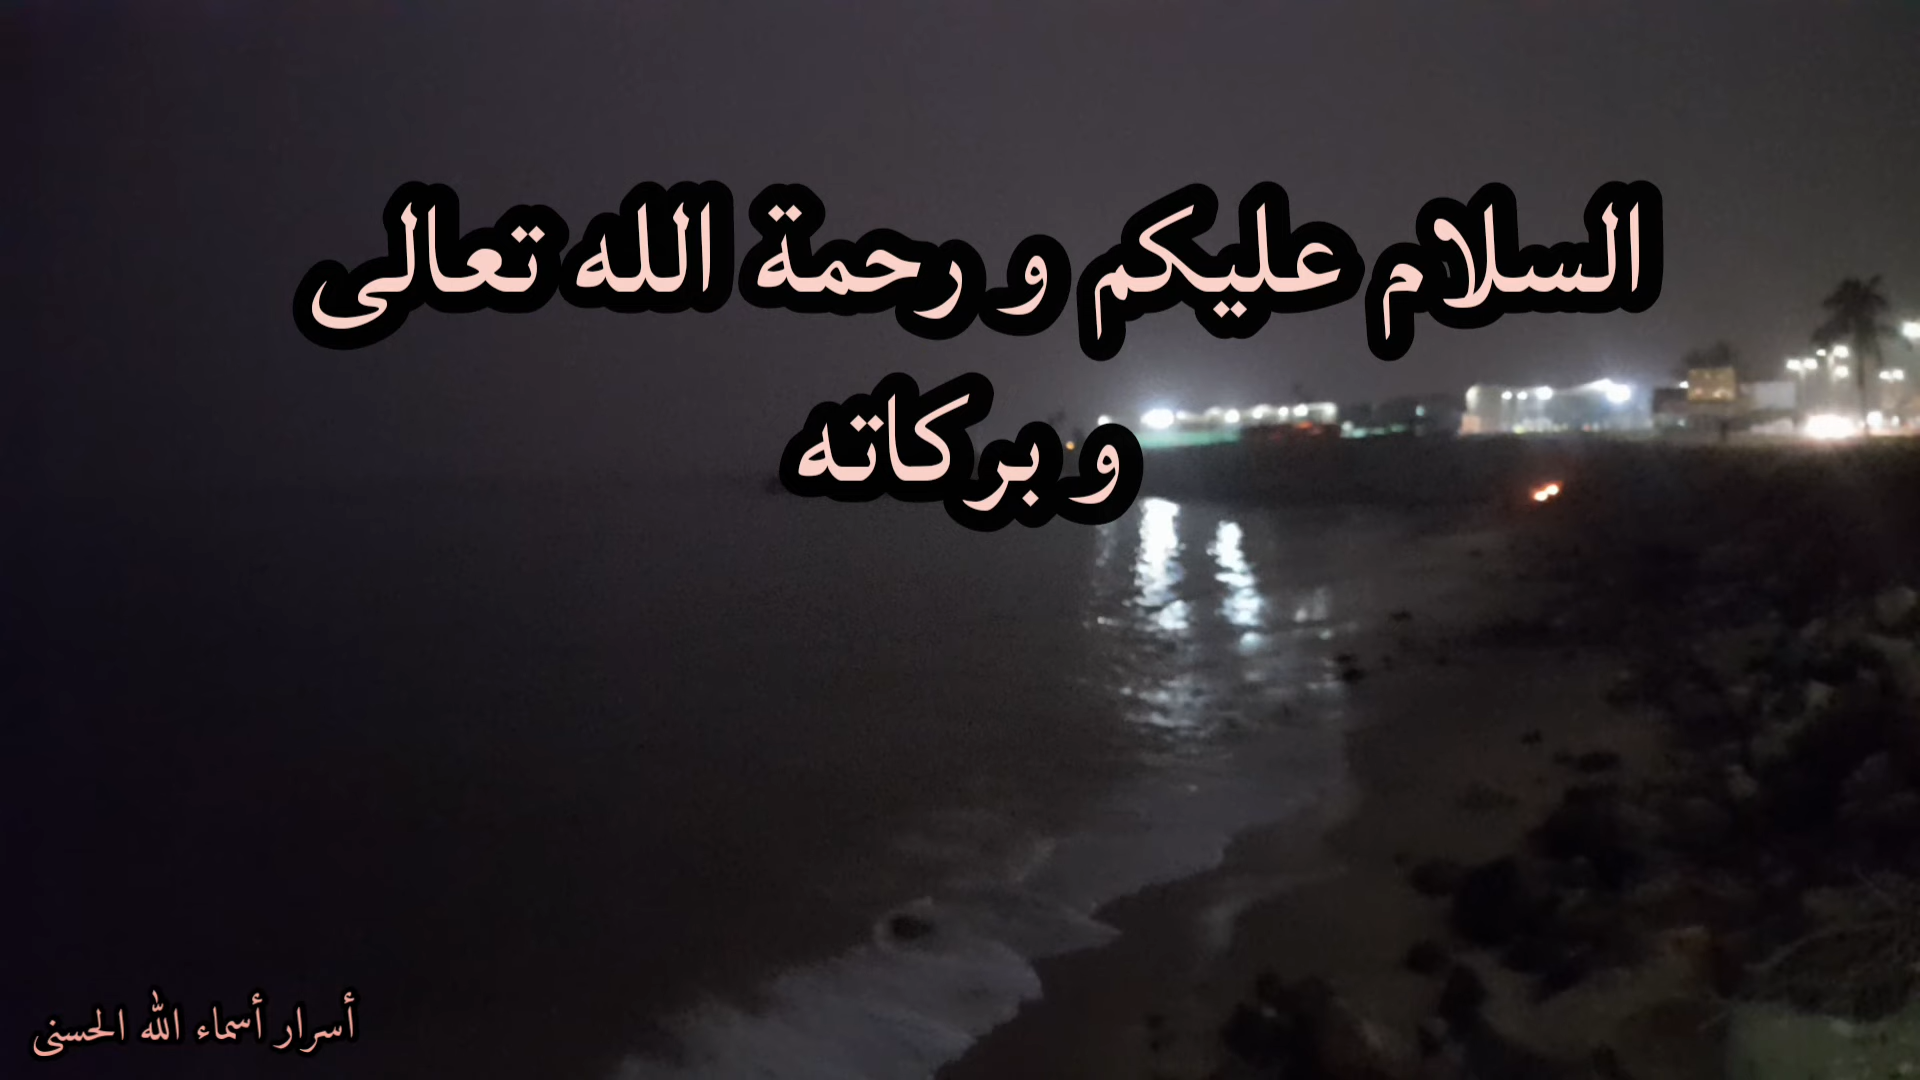 السلام عليكم و رحمة الله تعالى
و بركاته
أسرار أسماء الله الحسنى